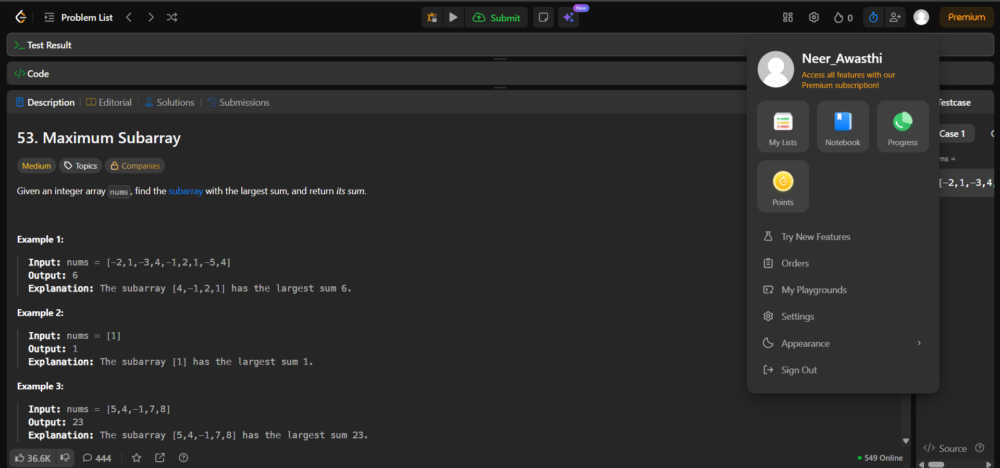 Problem List
Submit
New
0
Premium
Test Result
Code
Description
Editorial
Solutions
Submissions
53. Maximum Subarray
Medium
Topics
Companies
Given an integer array nums, find the subarray with the largest sum, and return its sum.
Example 1:
Input: nums = [-2,1,-3,4,-1,2,1,-5,4]
Output: 6
Explanation: The subarray [4,-1,2,1] has the largest sum 6.
Example 2:
Input: nums = [1]
Output: 1
Explanation: The subarray [1] has the largest sum 1.
Example 3:
Input: nums = [5,4,-1,7,8]
Output: 23
Explanation: The subarray [5,4,-1,7,8] has the largest sum 23.
36.6K
444
549 Online
Neer_Awasthi
Access all features with our
Premium subscription!
My Lists
Notebook
Progress
Points
Try New Features
Orders
My Playgrounds
Settings
Appearance
Sign Out
Testcase
Case 1
ms =
[-2,1,-3,4,
Source